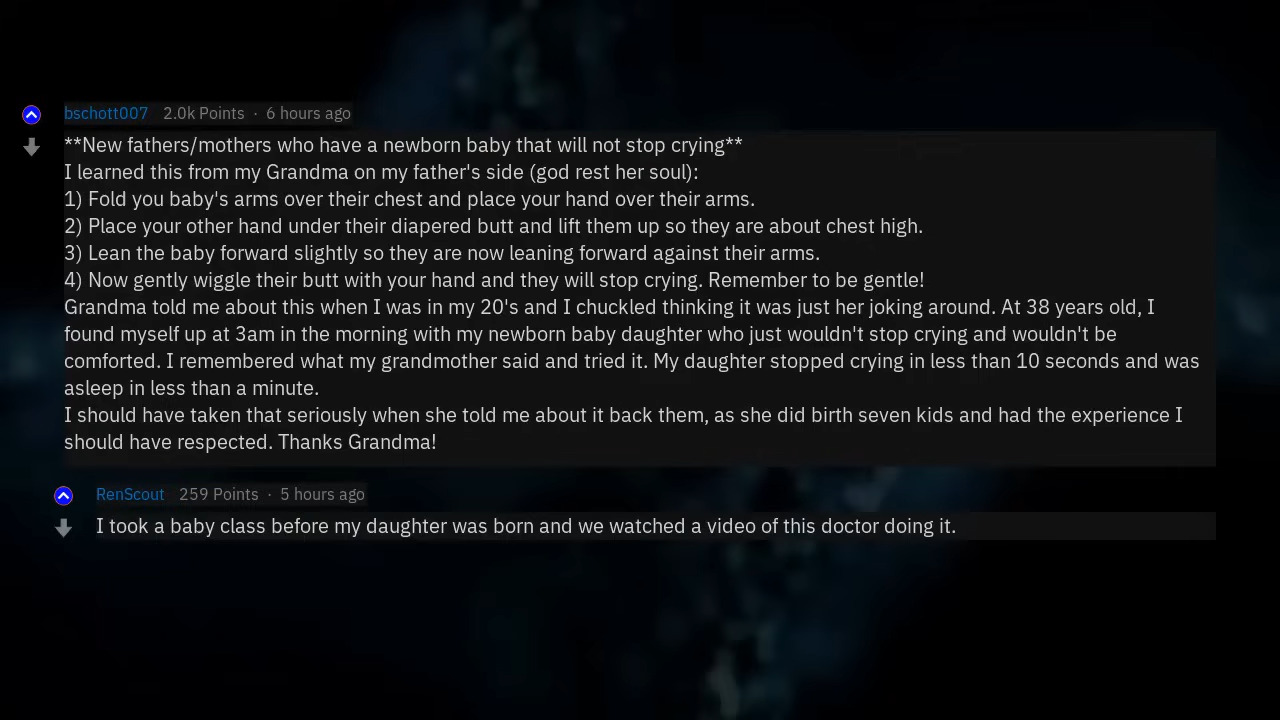 bschott007 2.0k Points · 6 hours ago
**New fathers/mothers who have a newborn baby that will not stop crying**
I learned this from my Grandma on my father's side (god rest her soul):
1) Fold you baby's arms over their chest and place your hand over their arms.
2) Place your other hand under their diapered butt and lift them up so they are about chest high.
3) Lean the baby forward slightly so they are now leaning forward against their arms.
4) Now gently wiggle their butt with your hand and they will stop crying. Remember to be gentle!
Grandma told me about this when I was in my 20's and I chuckled thinking it was just her joking around. At 38 years old, I
found myself up at 3am in the morning with my newborn baby daughter who just wouldn't stop crying and wouldn't be
comforted. I remembered what my grandmother said and tried it. My daughter stopped crying in less than 10 seconds and was
asleep in less than a minute.
I should have taken that seriously when she told me about it back them, as she did birth seven kids and had the experience I
should have respected. Thanks Grandma!
RenScout 259 Points · 5 hours ago
I took a baby class before my daughter was born and we watched a video of this doctor doing it.